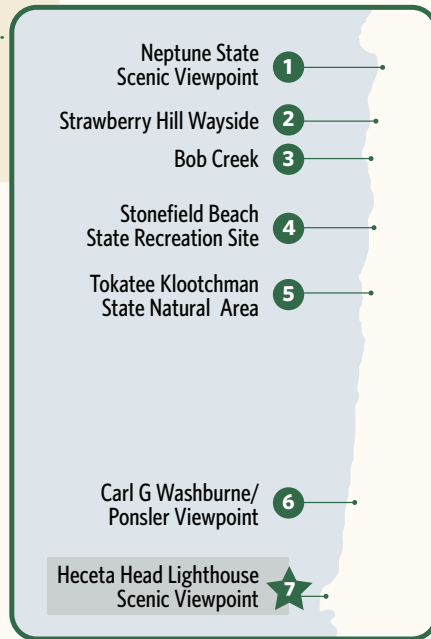 Neptune State
Scenic Viewpoint
1
Strawberry Hill Wayside
2
Bob Creek
3
Stonefield Beach
State Recreation Site
4
Tokatee Klootchman
State Natural Area
5
Carl G Washburne/
Ponsler Viewpoint
6
Heceta Head Lighthouse
Scenic Viewpoint
7